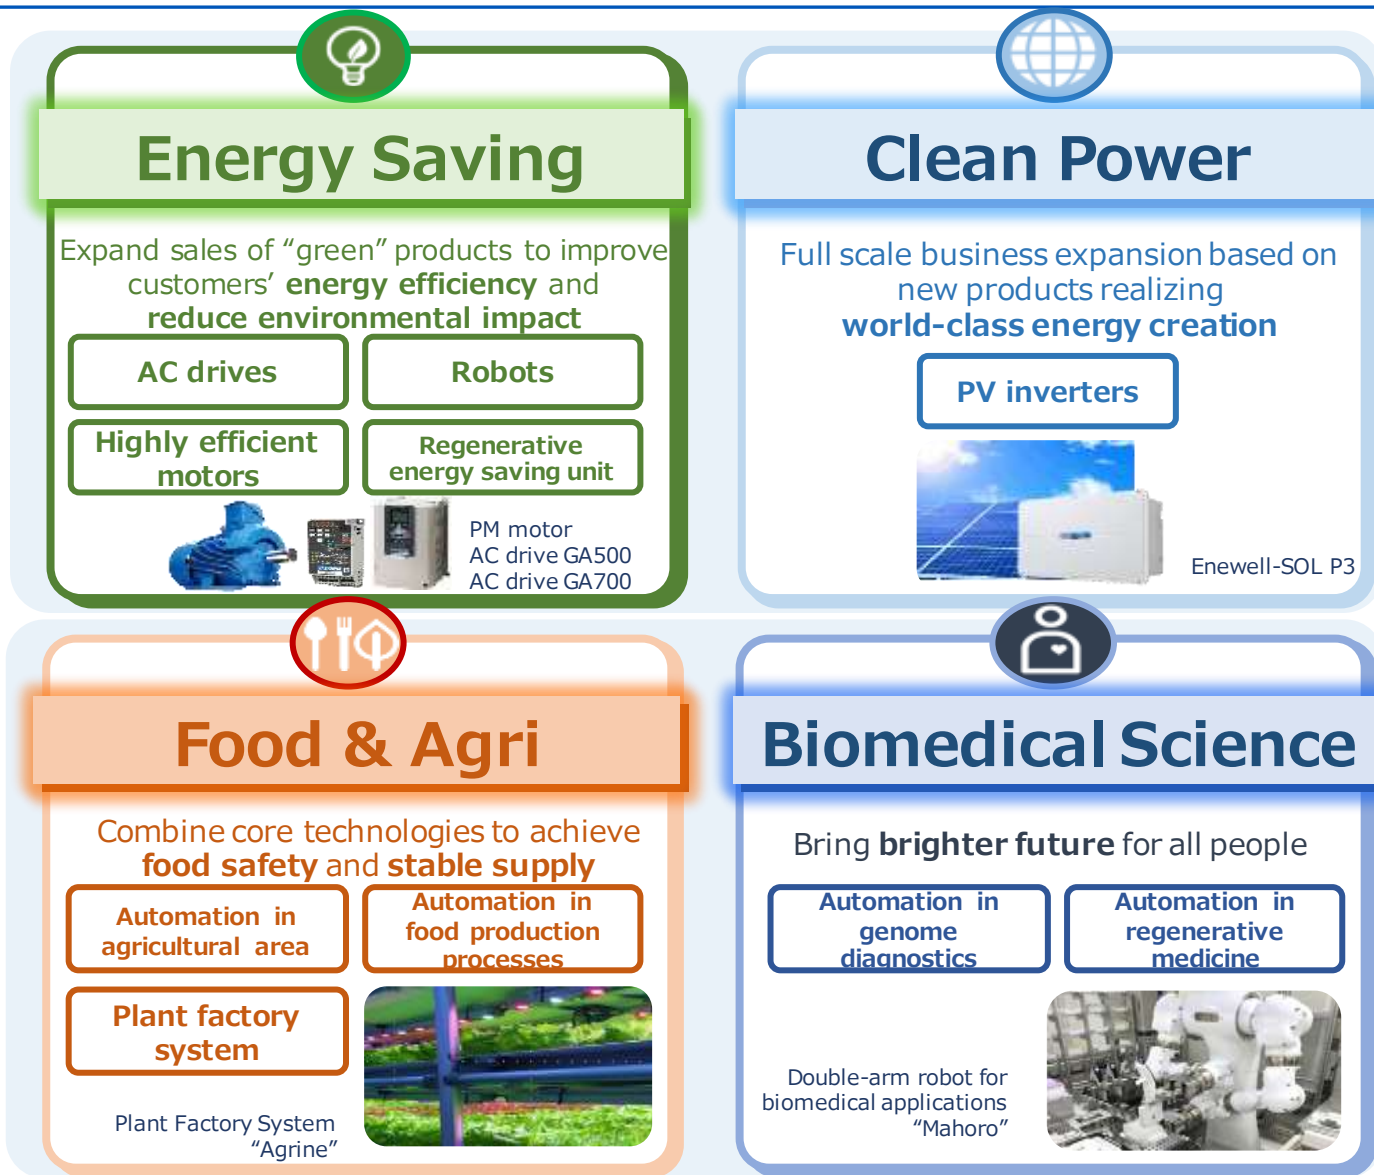 Energy Saving
Expand sales of “green” products to improve
customers’ energy efficiency and
reduce environmental impact
AC drives
Robots
Highly efficient
motors
Regenerative
energy saving unit
PM motor
AC drive GA500
AC drive GA700
Clean Power
Full scale business expansion based on
new products realizing
world-class energy creation
PV inverters
Enewell-SOL P3
Food & Agri
Combine core technologies to achieve
food safety and stable supply
Automation in
agricultural area
Automation in
food production
processes
Plant factory
system
Plant Factory System
“Agrine”
Biomedical Science
Bring brighter future for all people
Automation in
genome
diagnostics
Automation in
regenerative
medicine
Double-arm robot for
biomedical applications
“Mahoro”